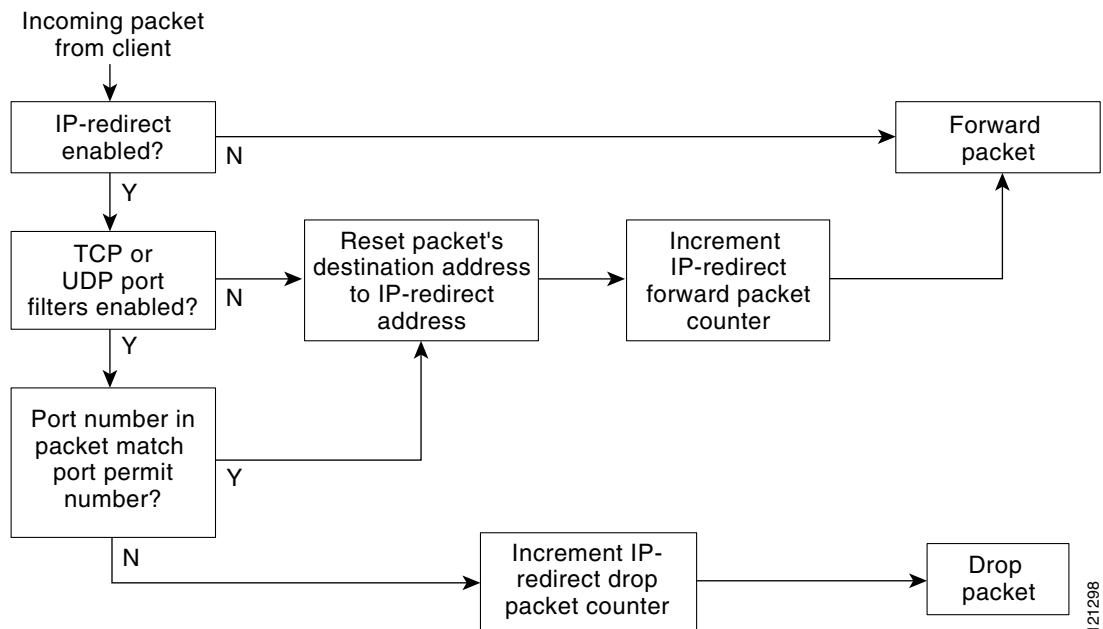 Incoming packet
from client
IP-redirect
enabled?
N
Forward
packet
Y
TCP or
UDP port
filters enabled?
N
Reset packet's
destination address
to IP-redirect
address
Increment
IP-redirect
forward packet
counter
Y
Port number in
packet match
port permit
number?
Y
N
Increment IP-
redirect drop
packet counter
Drop
packet
121298